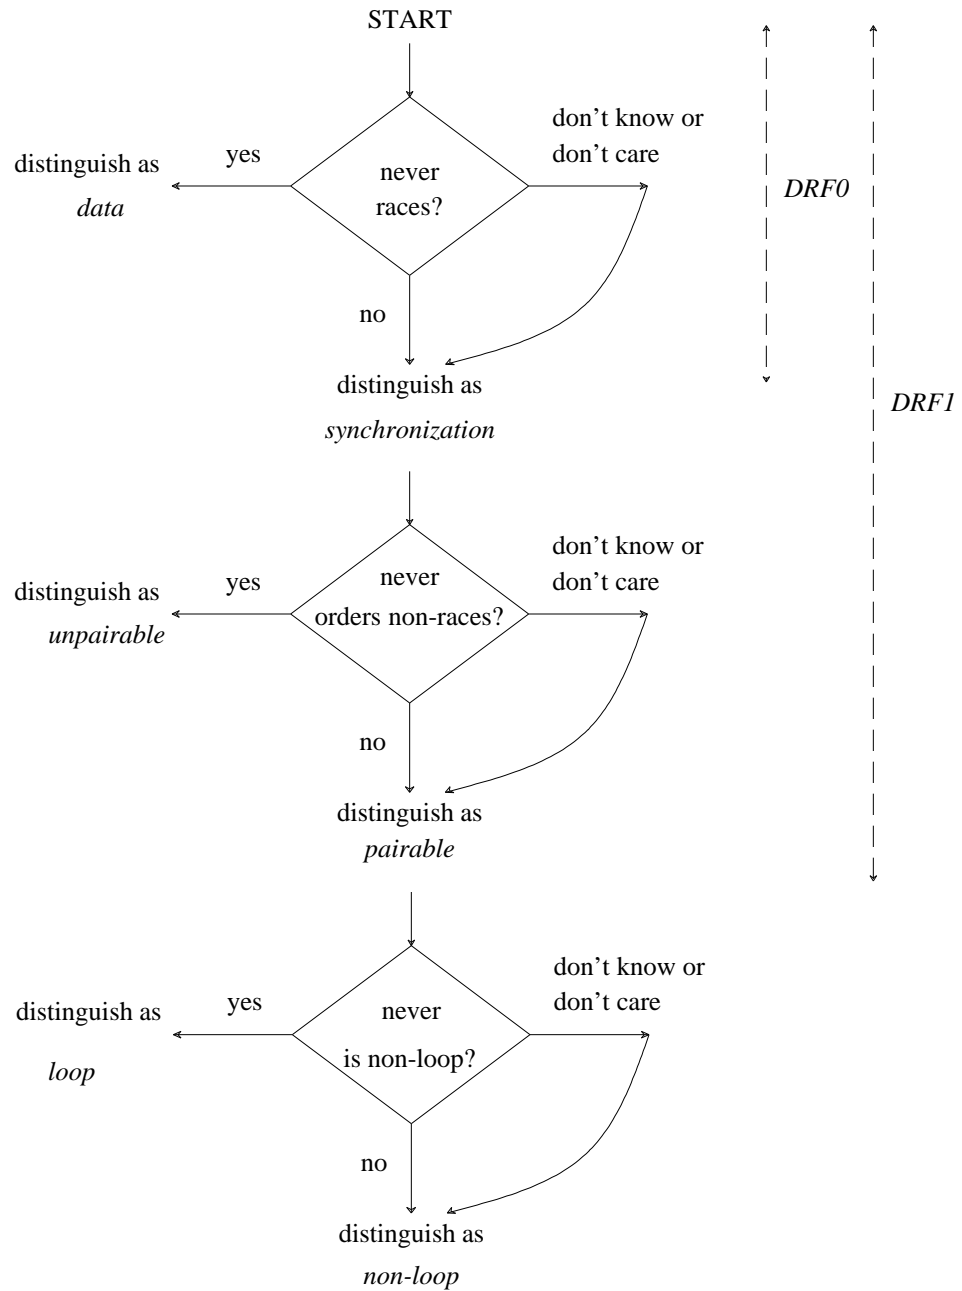 START
don't know or
don't care
yes
distinguish as
data
never
races?
DRF0
no
distinguish as
synchronization
DRF1
don't know or
don't care
yes
distinguish as
unpairable
never
orders non-races?
no
distinguish as
pairable
don't know or
don't care
yes
distinguish as
loop
never
is non-loop?
no
distinguish as
non-loop